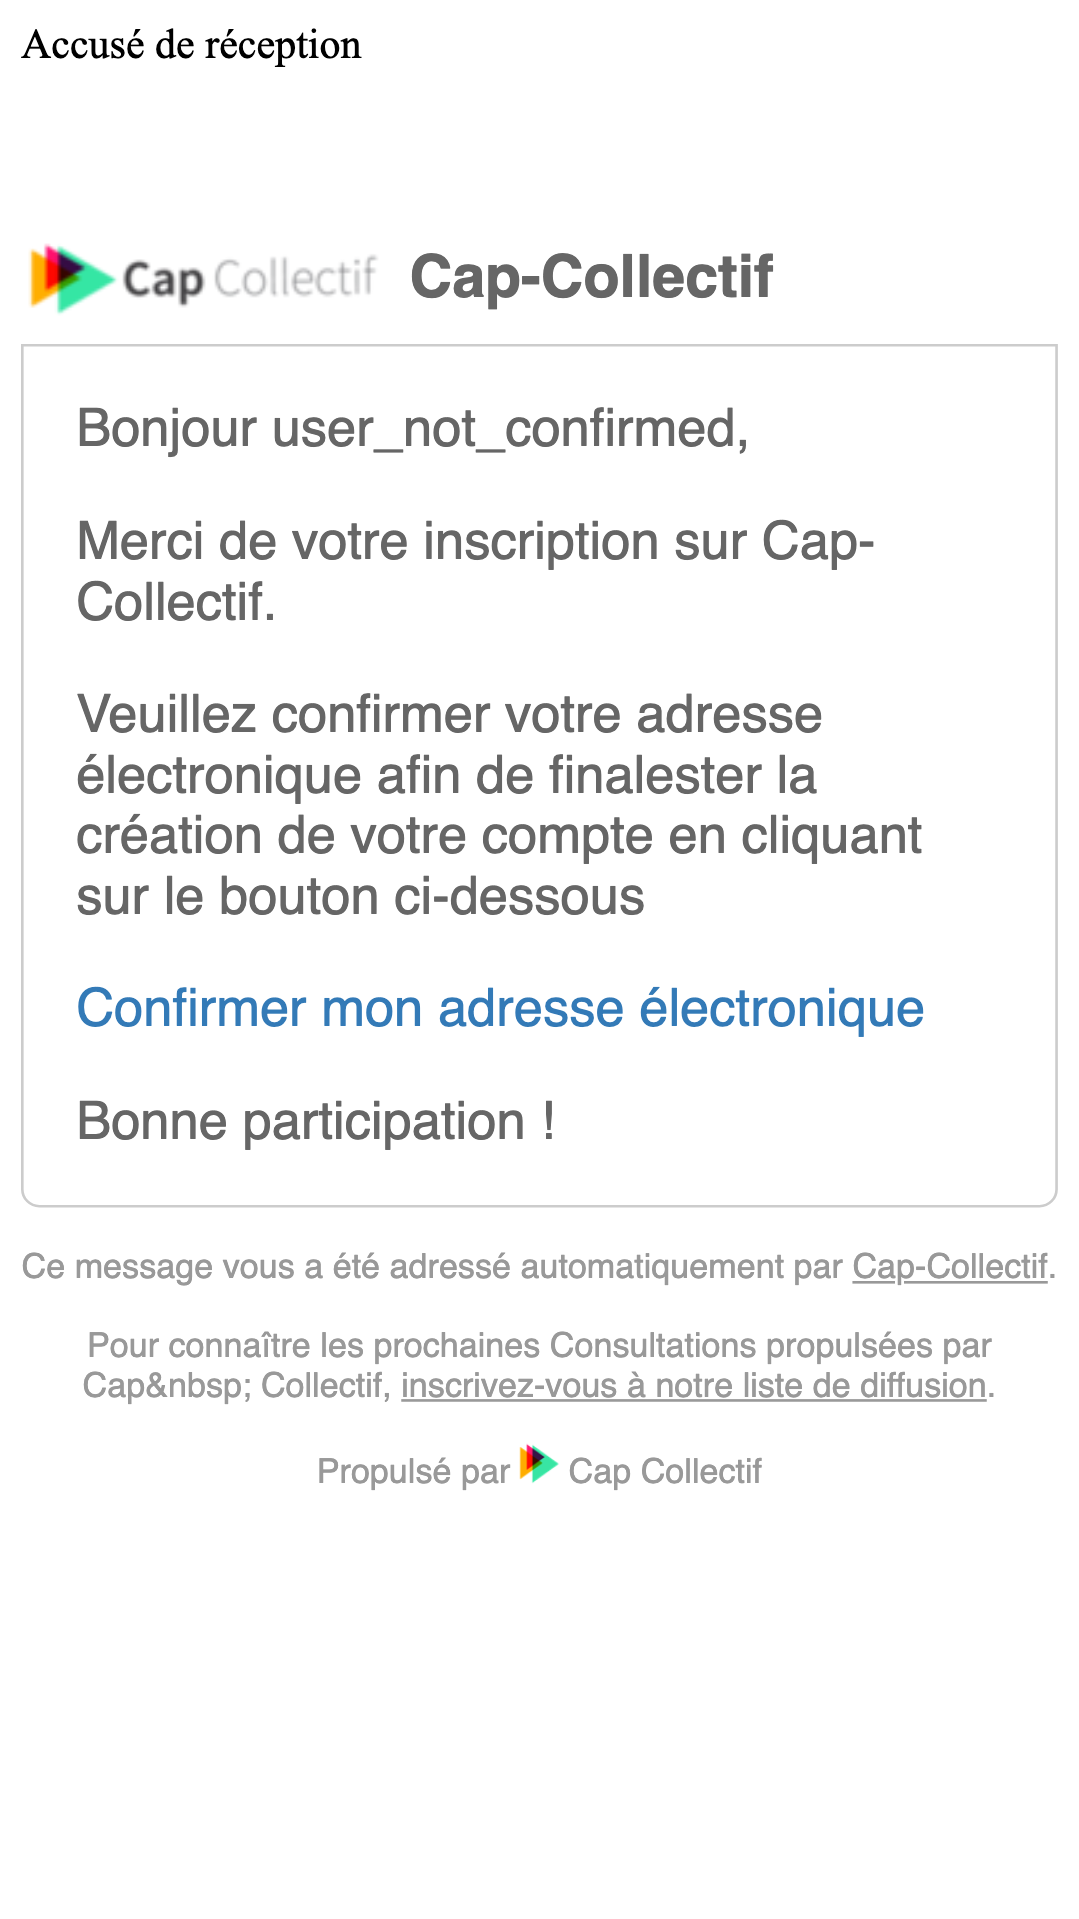 Accusé de réception
Cap Collectif Cap-Collectif
Bonjour user_not_confirmed,
Merci de votre inscription sur Cap-
Collectif.
Veuillez confirmer votre adresse
électronique afin de finalester la
création de votre compte en cliquant
sur le bouton ci-dessous
Confirmer mon adresse électronique
Bonne participation !
Ce message vous a été adressé automatiquement par Cap-Collectif.
Pour connaître les prochaines Consultations propulsées par
Cap&nbsp; Collectif, inscrivez-vous à notre liste de diffusion.
Propulsé par Cap Collectif